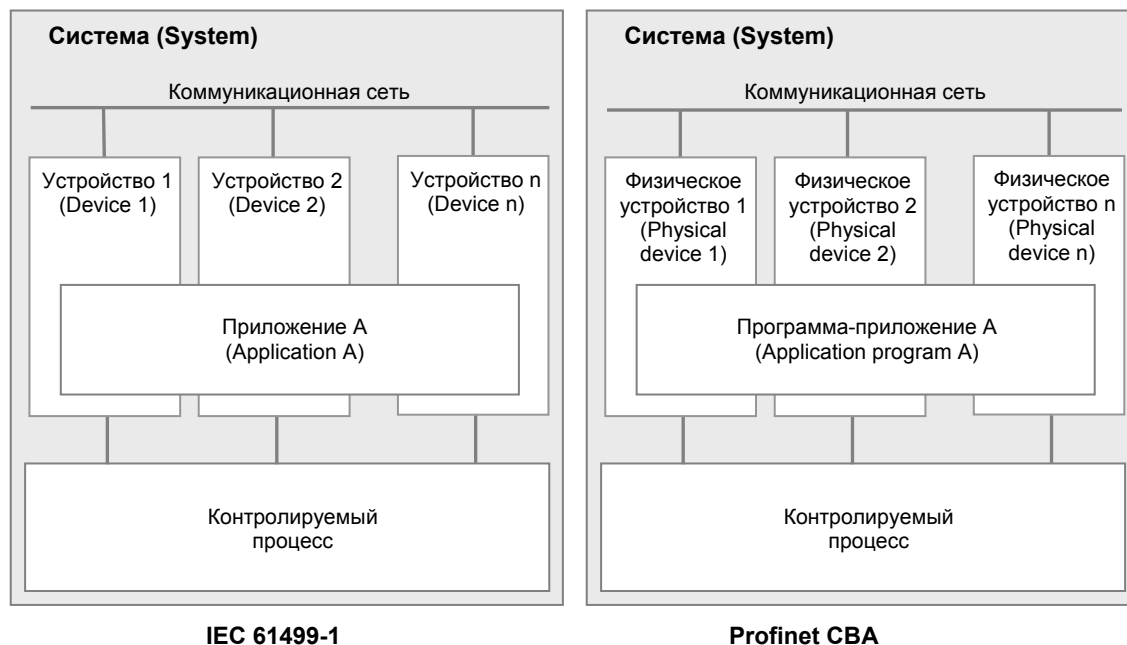 Система (System)
Коммуникационная сеть
Устройство 1
(Device 1)
Устройство 2
(Device 2)
Устройство n
(Device n)
Приложение А
(Application A)
Контролируемый
процесс
IEC 61499-1
Система (System)
Коммуникационная сеть
Физическое
устройство 1
(Physical
device 1)
Физическое
устройство 2
(Physical
device 2)
Физическое
устройство n
(Physical
device n)
Программа-приложение А
(Application program A)
Контролируемый
процесс
Profinet CBA